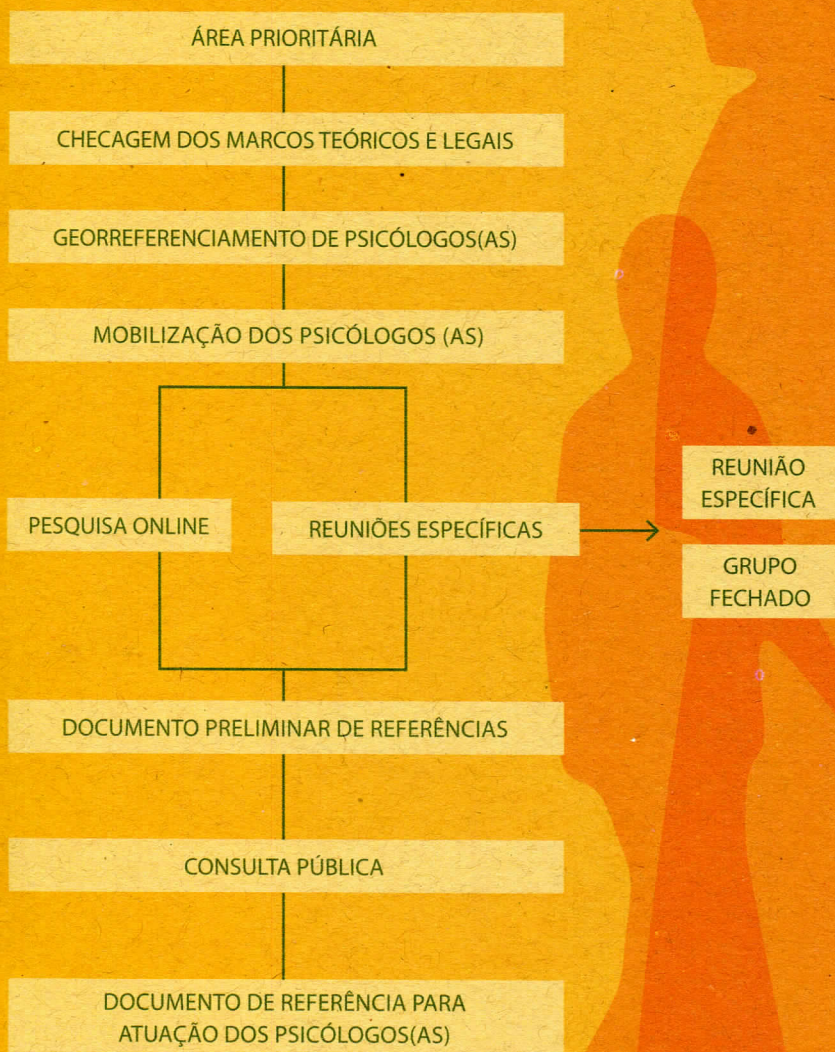 ÁREA PRIORITÁRIA
CHECAGEM DOS MARCOS TEÓRICOS E LEGAIS
GEORREFERENCIAMENTO DE PSICÓLOGOS(AS)
MOBILIZAÇÃO DOS PSICÓLOGOS (AS)
PESQUISA ONLINE
REUNIÕES ESPECÍFICAS
REUNIÃO
ESPECÍFICA
GRUPO
FECHADO
DOCUMENTO PRELIMINAR DE REFERÊNCIAS
CONSULTA PÚBLICA
DOCUMENTO DE REFERÊNCIA PARA
ATUAÇÃO DOS PSICÓLOGOS(AS)